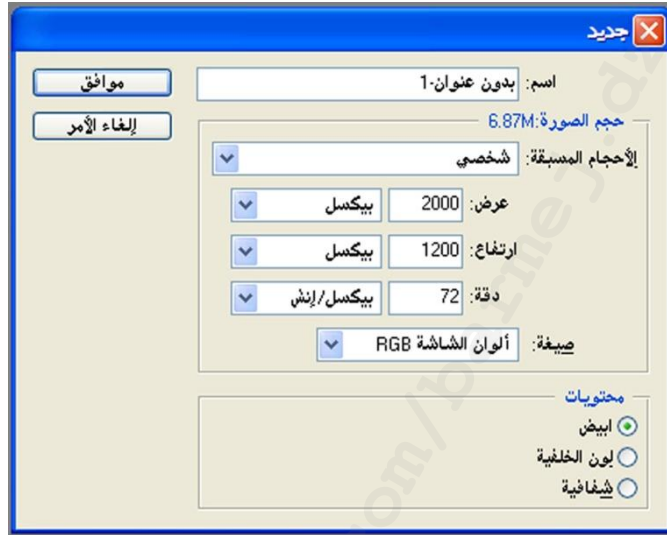 جديد
اسم: بدون عنوان-1
موافق
إلغاء الأمر
حجم الصورة:6.87M
الأحجام المسبقة: شخصي
عرض: 2000 بيكسل
ارتفاع: 1200 بيكسل
دقة: 72 بيكسل/إنش
صيغة: ألوان الشاشة RGB
محتويات
ابيض
لون الخلفية
شفافية